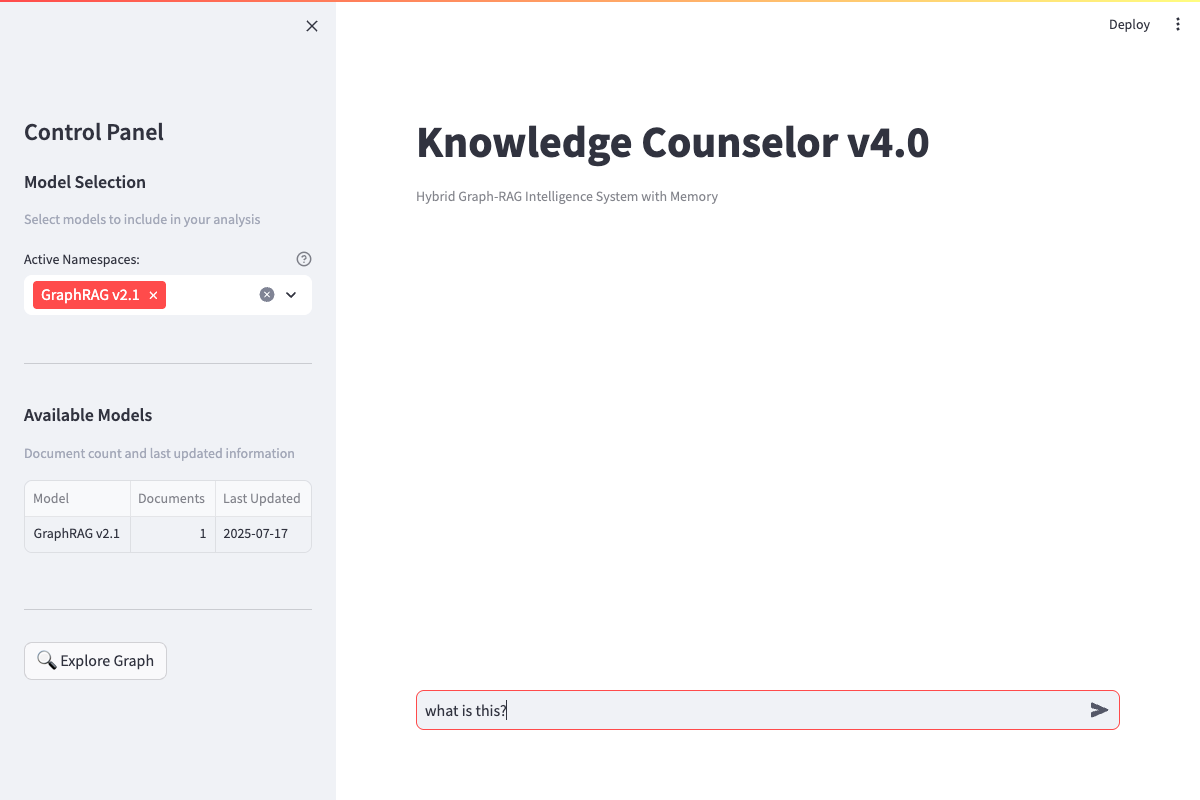 Deploy
Control Panel
Model Selection
Select models to include in your analysis
Active Namespaces:
GraphRAG v2.1
Available Models
Document count and last updated information
Model Documents Last Updated
GraphRAG v2.1 1 2025-07-17
Explore Graph
Knowledge Counselor v4.0
Hybrid Graph-RAG Intelligence System with Memory
what is this?